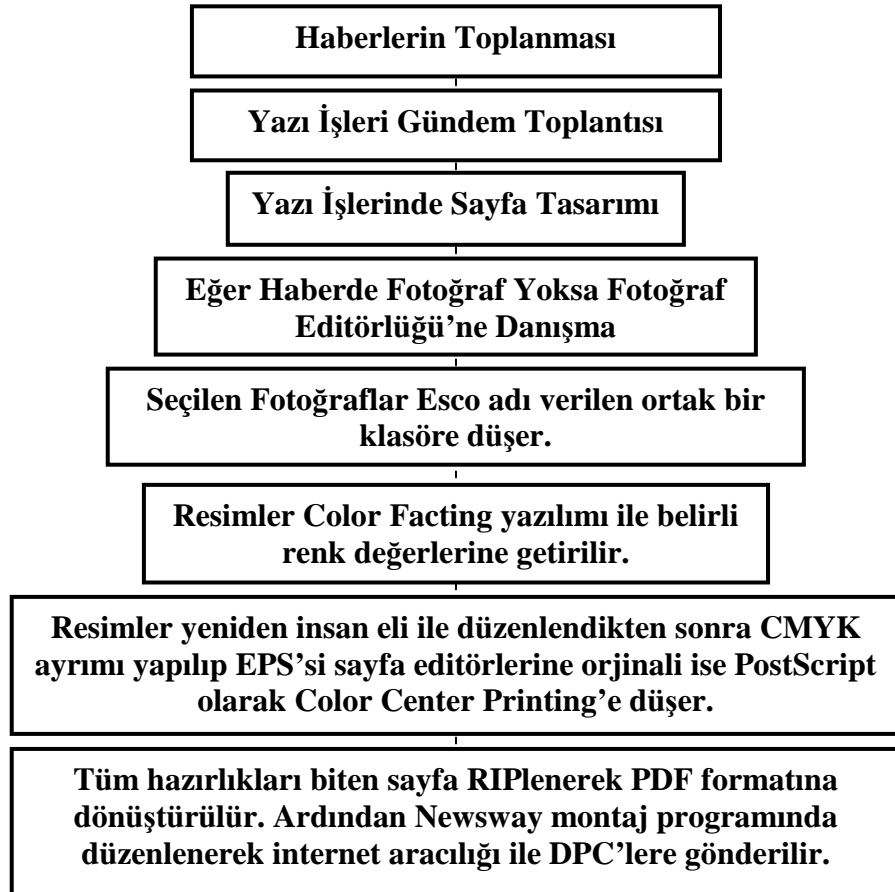 Haberlerin Toplanması
Yazı İşleri Gündem Toplantısı
Yazı İşlerinde Sayfa Tasarımı
Eğer Haberde Fotoğraf Yoksa Fotoğraf
Editörlüğü’ne Danışma
Seçilen Fotoğraflar Esco adı verilen ortak bir
klasöre düşer.
Resimler Color Facting yazılımı ile belirli
renk değerlerine getirilir.
Resimler yeniden insan eli ile düzenlendikten sonra CMYK
ayrımı yapılıp EPS’si sayfa editörlerine orjinali ise PostScript
olarak Color Center Printing’e düşer.
Tüm hazırlıkları biten sayfa RIPlenerek PDF formatına
dönüştürülür. Ardından Newsway montaj programında
düzenlenerek internet aracılığı ile DPC’lere gönderilir.